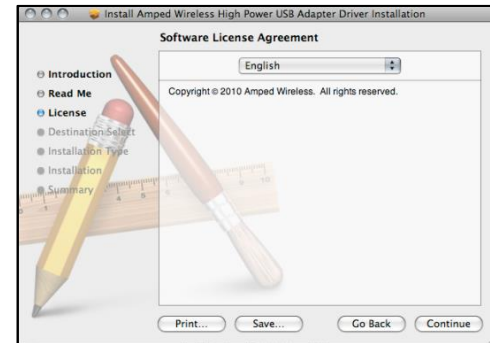 Install Amped Wireless High Power USB Adapter Driver Installation
Software License Agreement
English
Introduction
Read Me
License
Destination Select
Installation Type
Installation
Summary
Copyright © 2010 Amped Wireless. All rights reserved.
Print...
Save...
Go Back
Continue